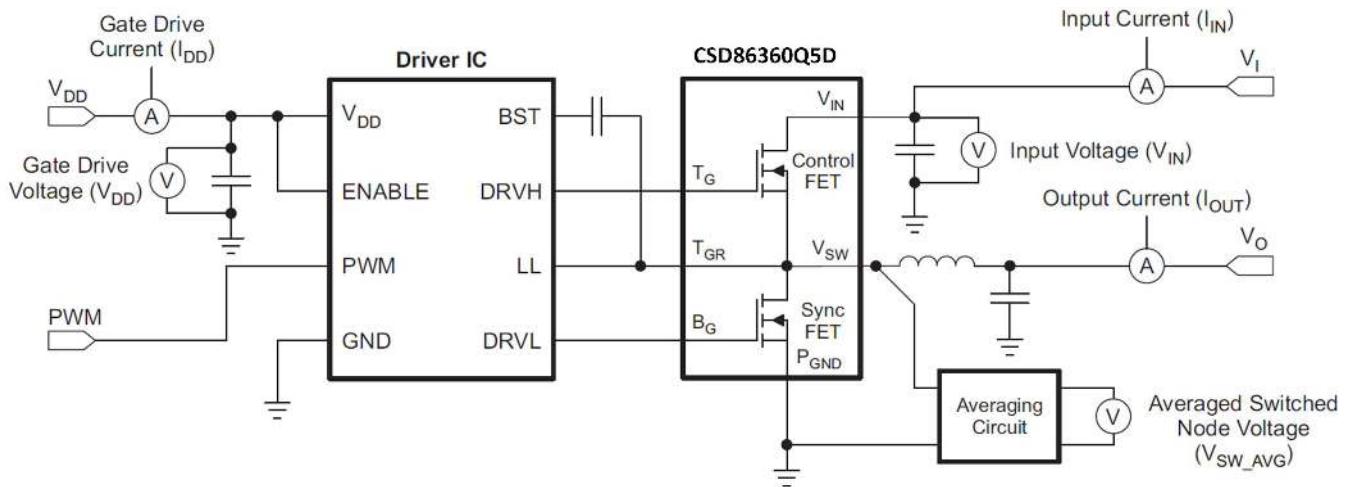 Gate Drive
Current (I_DD)
Input Current (I_IN)
Driver IC
CSD86360Q5D
V_DD
V_I
A
A
V_DD
BST
V_IN
Gate Drive
Voltage (V_DD)
V
V
Input Voltage (V_IN)
Control
FET
T_G
ENABLE
DRVH
Output Current (I_OUT)
V_O
PWM
LL
T_GR
V_SW
A
PWM
Sync
FET
B_G
GND
DRVL
P_GND
Averaging
Circuit
V
Averaged Switched
Node Voltage
(V_SW_AVG)